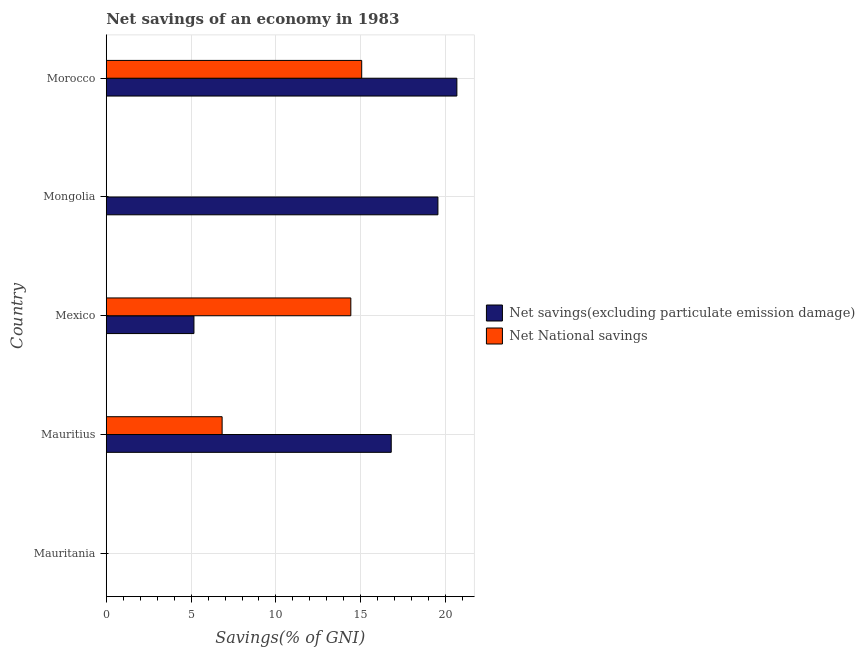 Net savings of an economy in 1983
Morocco
Mongolia
Mexico
Mauritius
Mauritania
Country
0
5
10
15
20
Savings(% of GNI)
Net savings(excluding particulate emission damage)
Net National savings